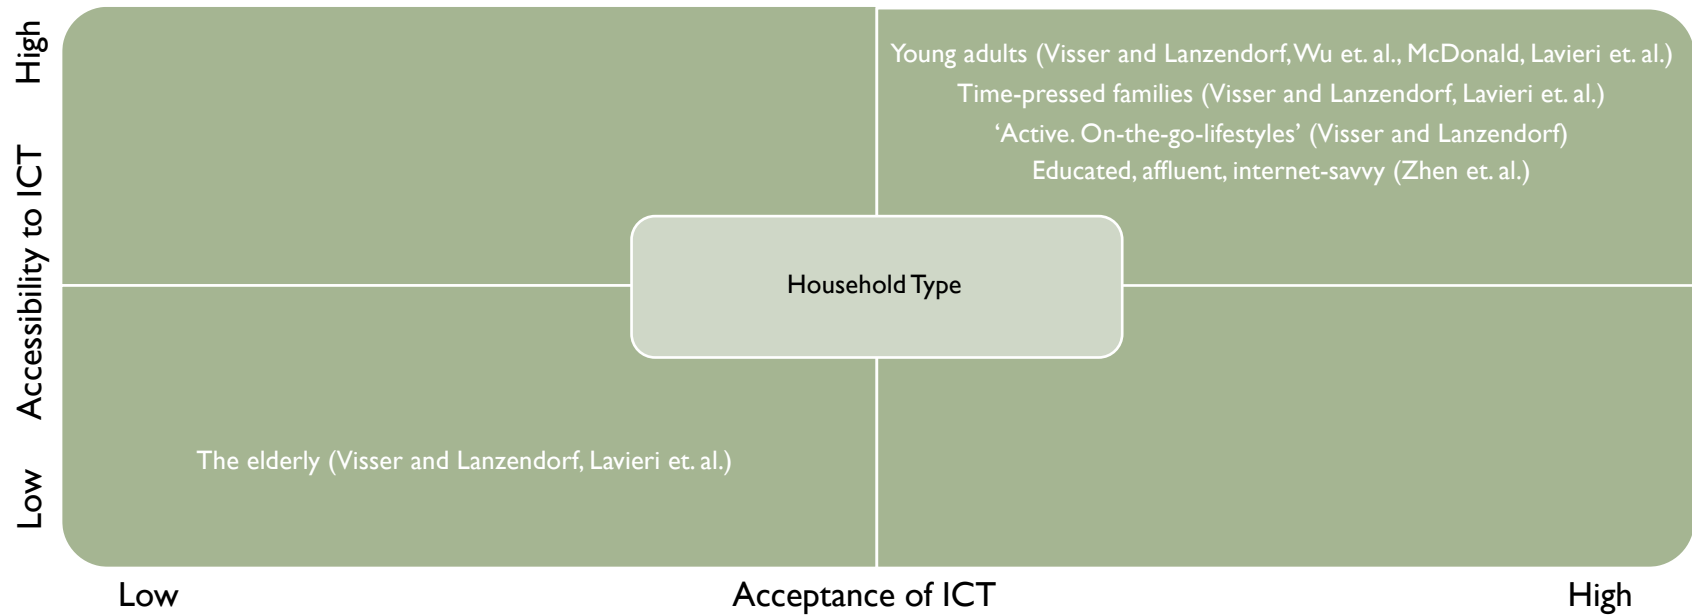 High
Accessibility to ICT
Low
Young adults (Visser and Lanzendorf, Wu et. al., McDonald, Lavieri et. al.)
Time-pressed families (Visser and Lanzendorf, Lavieri et. al.)
‘Active. On-the-go-lifestyles’ (Visser and Lanzendorf)
Educated, affluent, internet-savvy (Zhen et. al.)
Household Type
The elderly (Visser and Lanzendorf, Lavieri et. al.)
Low
Acceptance of ICT
High